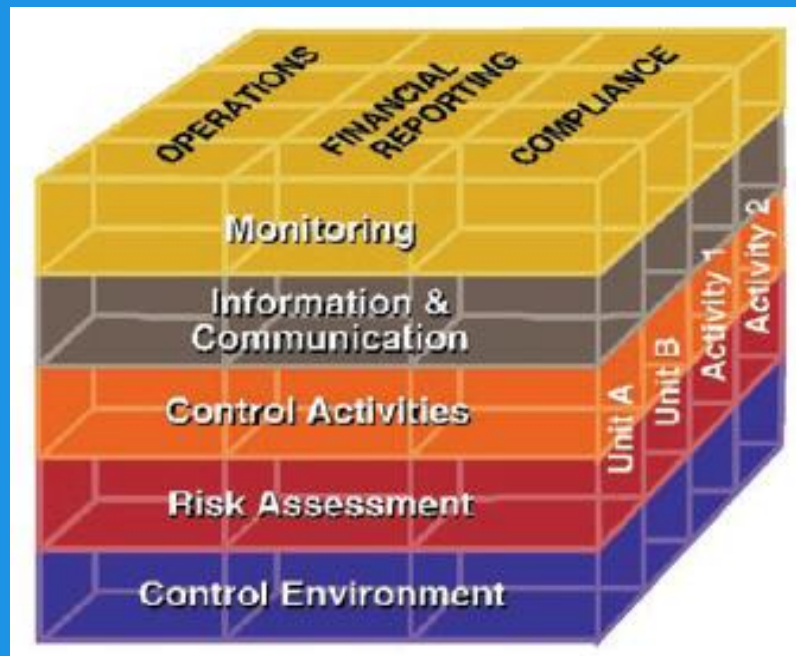 OPERATIONS
FINANCIAL
REPORTING
COMPLIANCE
Monitoring
Information &
Communication
Control Activities
Risk Assessment
Control Environment
Unit A
Unit B
Activity 1
Activity 2